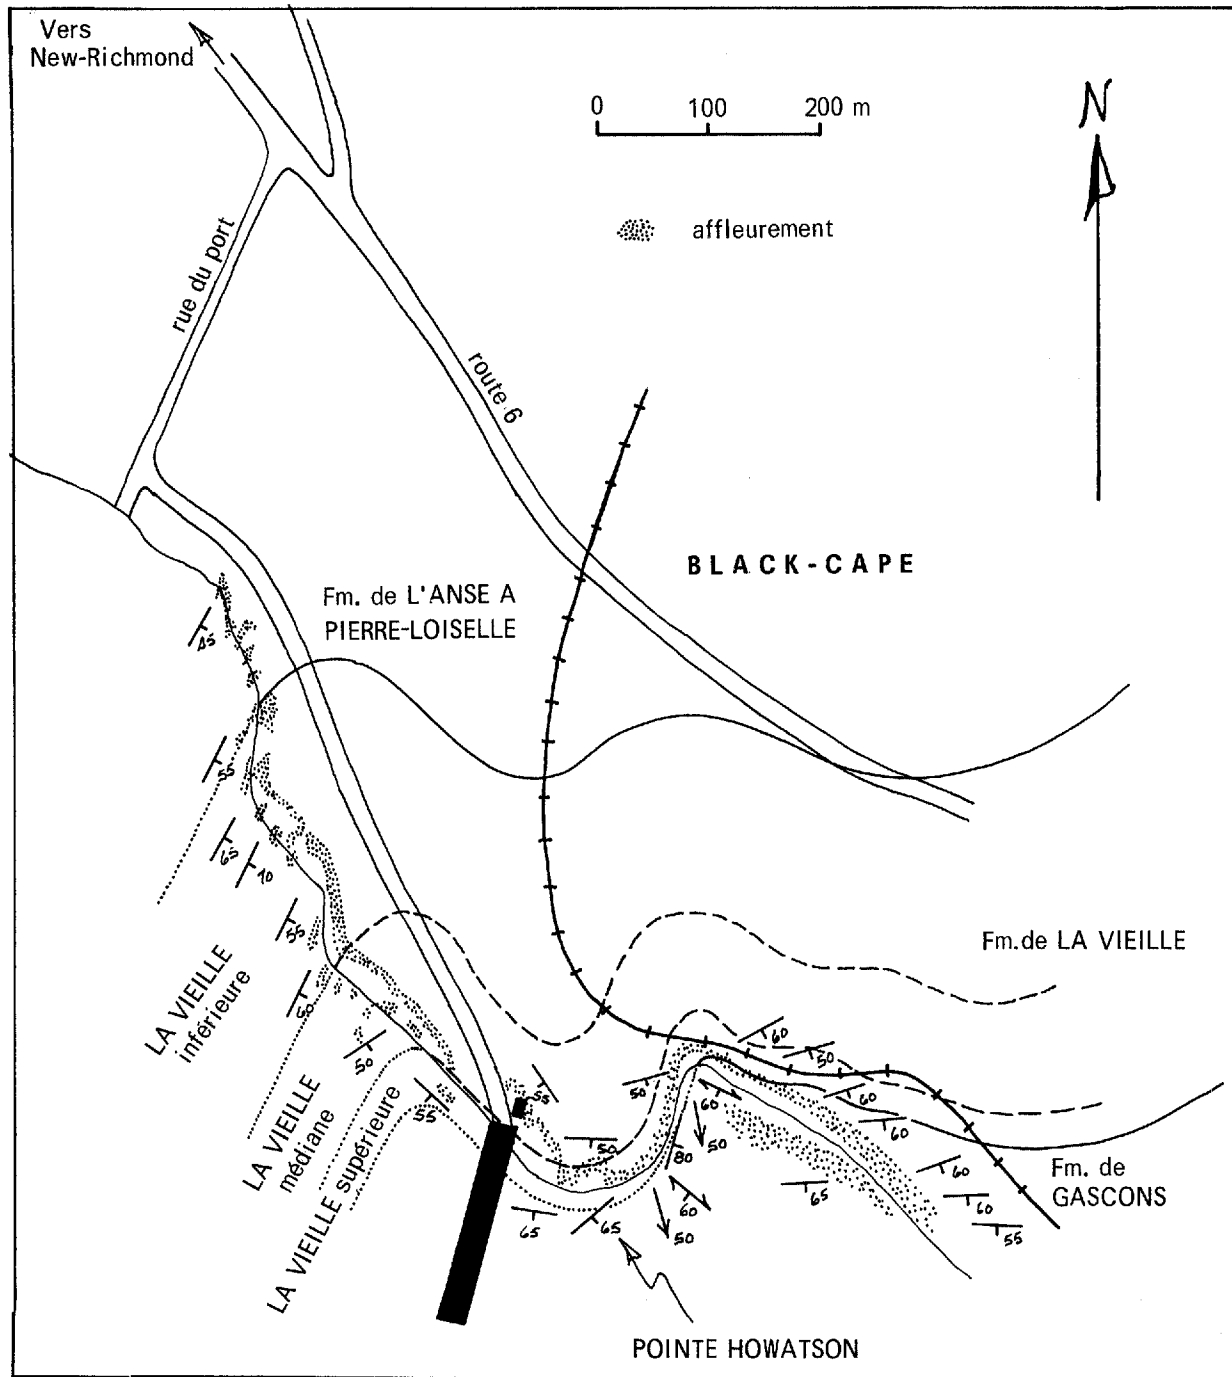 Vers
New-Richmond
0 100 200 m
N
affleurement
rue du port
route 6
BLACK-CAPE
Fm. de L'ANSE A
PIERRE-LOISELLE
45
55
65
70
55
60
50
55
Fm. de LA VIEILLE
LA VIEILLE
inférieure
LA VIEILLE
médiane
LA VIEILLE supérieure
55
50
50
60
50
60
60
60
50
80
60
50
65
65
65
60
60
55
Fm. de
GASCONS
POINTE HOWATSON